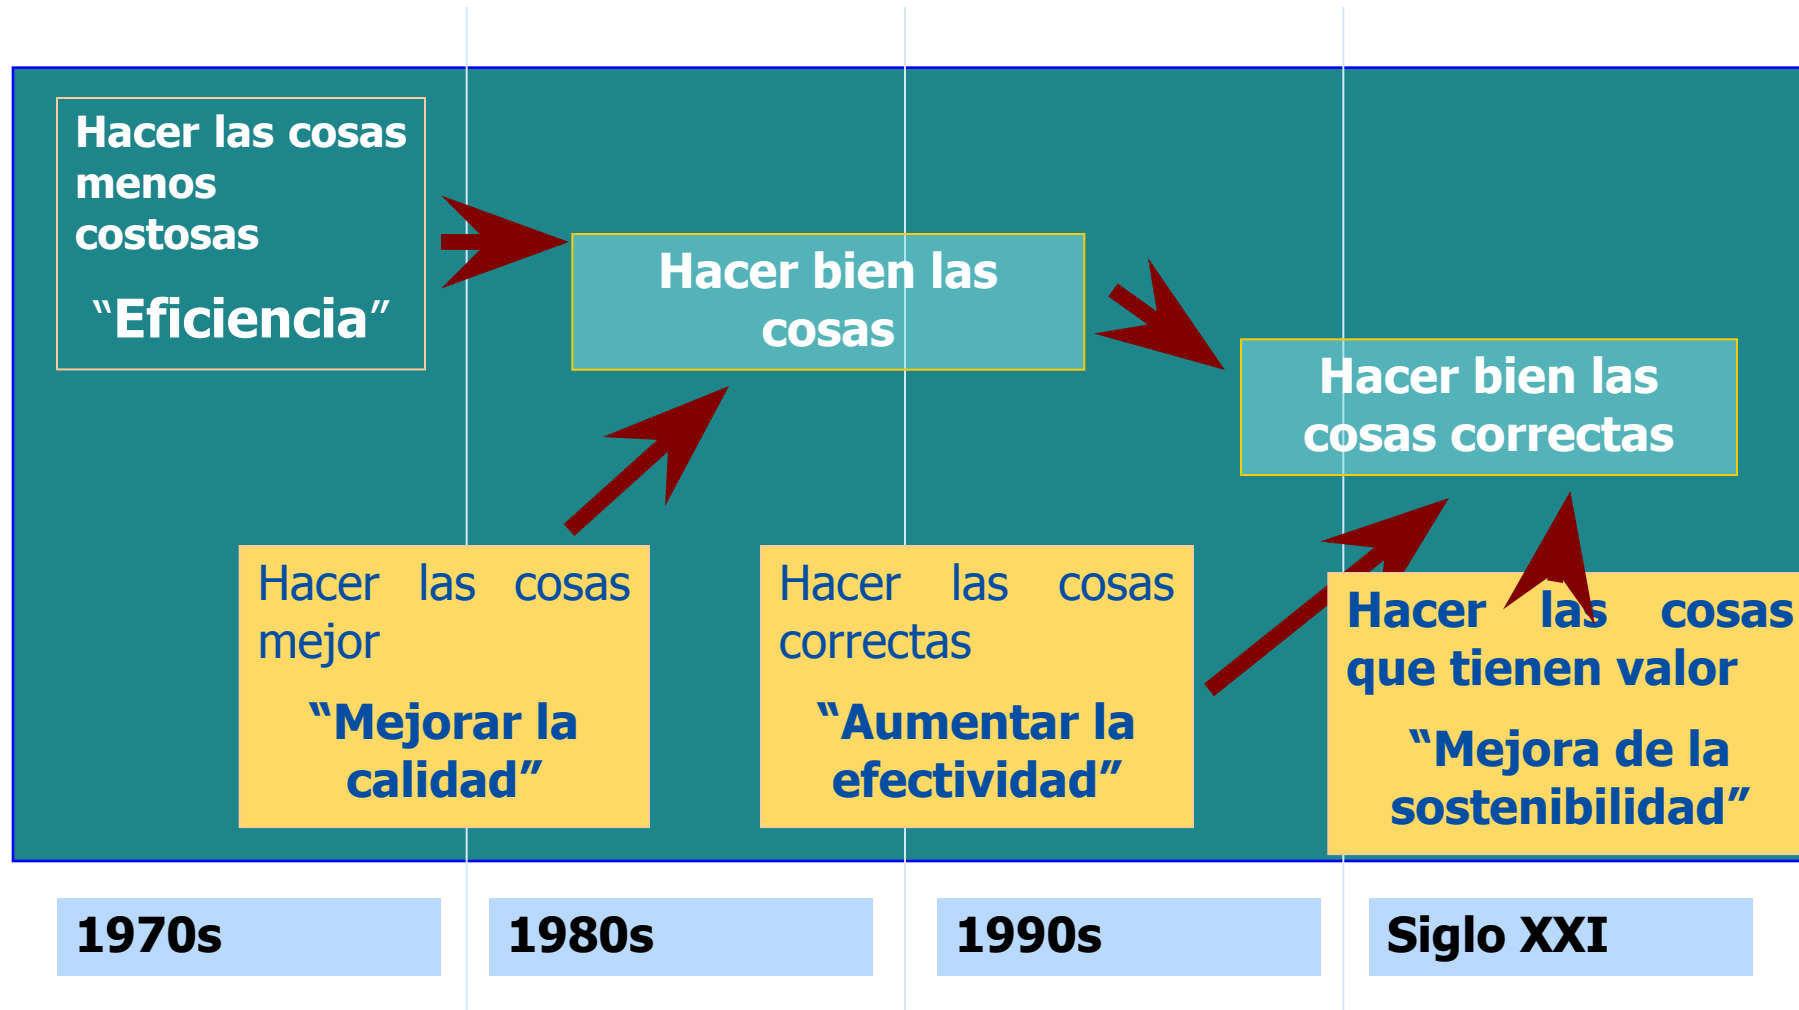 Hacer las cosas
menos
costosas
“Eficiencia”
Hacer bien las
cosas
Hacer bien las
cosas correctas
Hacer las cosas
mejor
“Mejorar la
calidad”
Hacer las cosas
correctas
“Aumentar la
efectividad”
Hacer las cosas
que tienen valor
“Mejora de la
sostenibilidad”
1970s
1980s
1990s
Siglo XXI